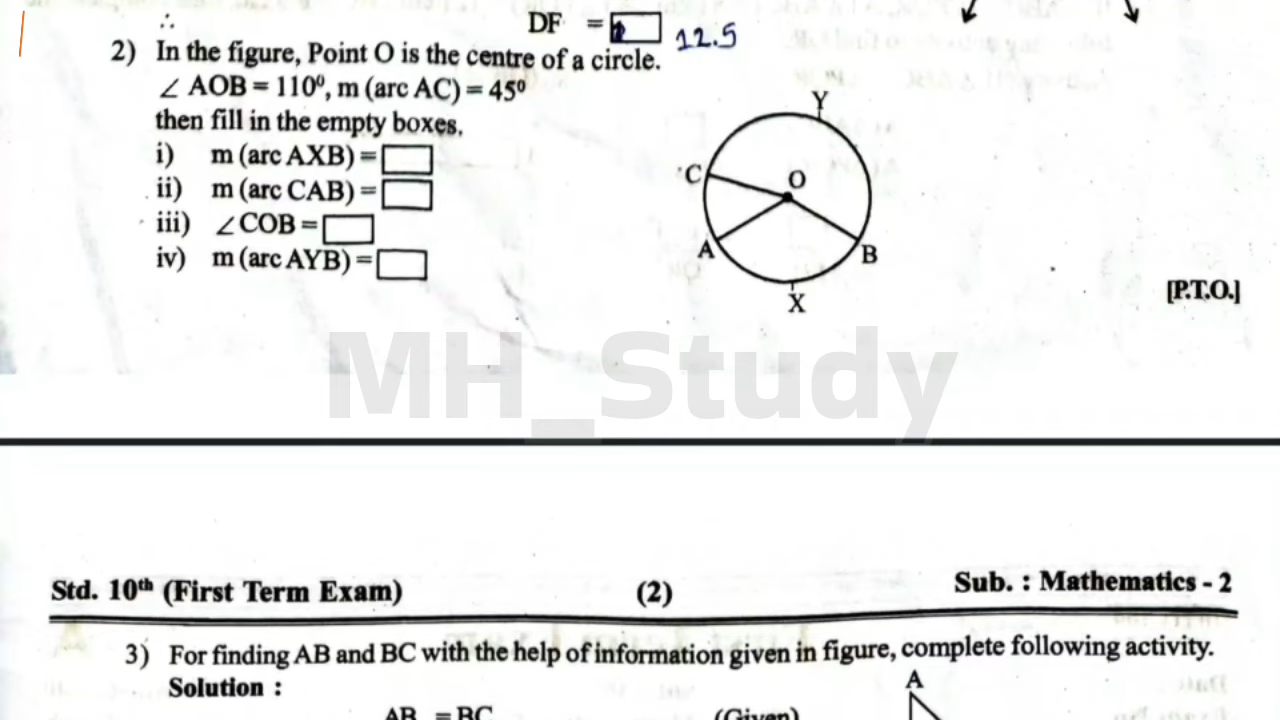 ∴ DF = 12.5
2) In the figure, Point O is the centre of a circle.
∠ AOB = 110⁰, m (arc AC) = 45⁰
then fill in the empty boxes.
i) m (arc AXB) =
ii) m (arc CAB) =
iii) ∠COB =
iv) m (arc AYB) =
Y
C
O
A
B
X
[P.T.O.]
MH_Study
Std. 10th (First Term Exam) (2) Sub. : Mathematics - 2
3) For finding AB and BC with the help of information given in figure, complete following activity.
Solution :
A
AB = BC (Given)